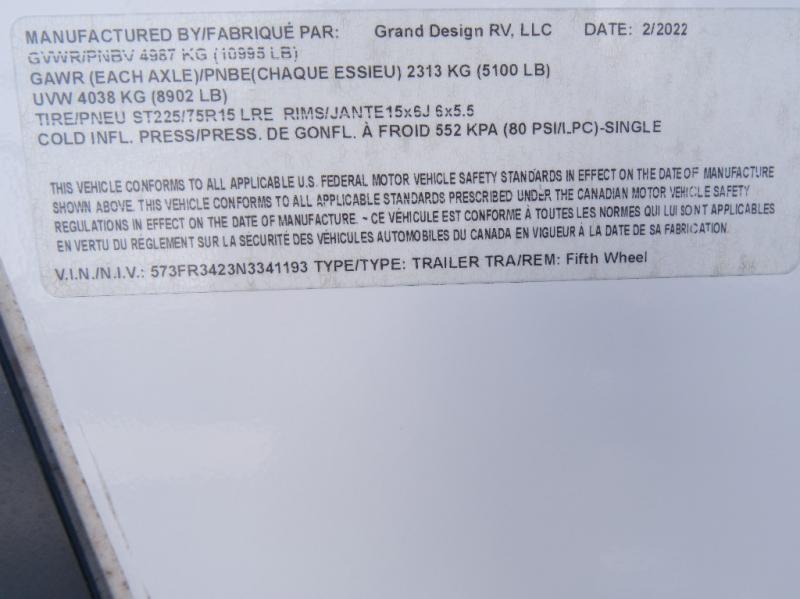 MANUFACTURED BY/FABRIQUÉ PAR: Grand Design RV, LLC DATE: 2/2022
GVWR/PNBV 4987 KG (10995 LB)
GAWR (EACH AXLE)/PNBE(CHAQUE ESSIEU) 2313 KG (5100 LB)
UVW 4038 KG (8902 LB)
TIRE/PNEU ST225/75R15 LRE RIMS/JANTE15x6J 6x5.5
COLD INFL. PRESS/PRESS. DE GONFL. À FROID 552 KPA (80 PSI/LPC)-SINGLE
THIS VEHICLE CONFORMS TO ALL APPLICABLE U.S. FEDERAL MOTOR VEHICLE SAFETY STANDARDS IN EFFECT ON THE DATE OF MANUFACTURE
SHOWN ABOVE. THIS VEHICLE CONFORMS TO ALL APPLICABLE STANDARDS PRESCRIBED UNDER THE CANADIAN MOTOR VEHICLE SAFETY
REGULATIONS IN EFFECT ON THE DATE OF MANUFACTURE. ~ CE VÉHICULE EST CONFORME À TOUTES LES NORMES QUI LUI SONT APPLICABLES
EN VERTU DU RÉGLEMENT SUR LA SECURITÉ DES VÉHICULES AUTOMOBILES DU CANADA EN VIGUEUR À LA DATE DE SA FABRICATION.
V.I.N./N.I.V.: 573FR3423N3341193 TYPE/TYPE: TRAILER TRA/REM: Fifth Wheel